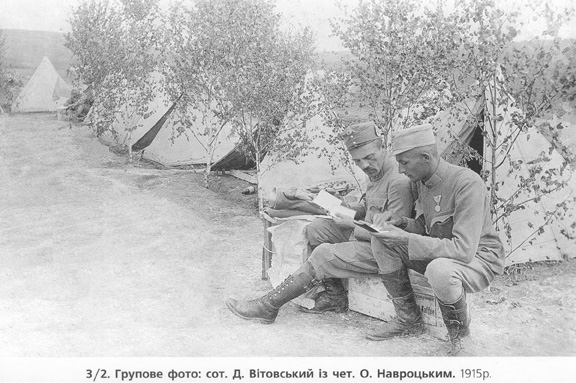 3/2. Групове фото: сот. Д. Вітовський із чет. О. Навроцьким. 1915р.